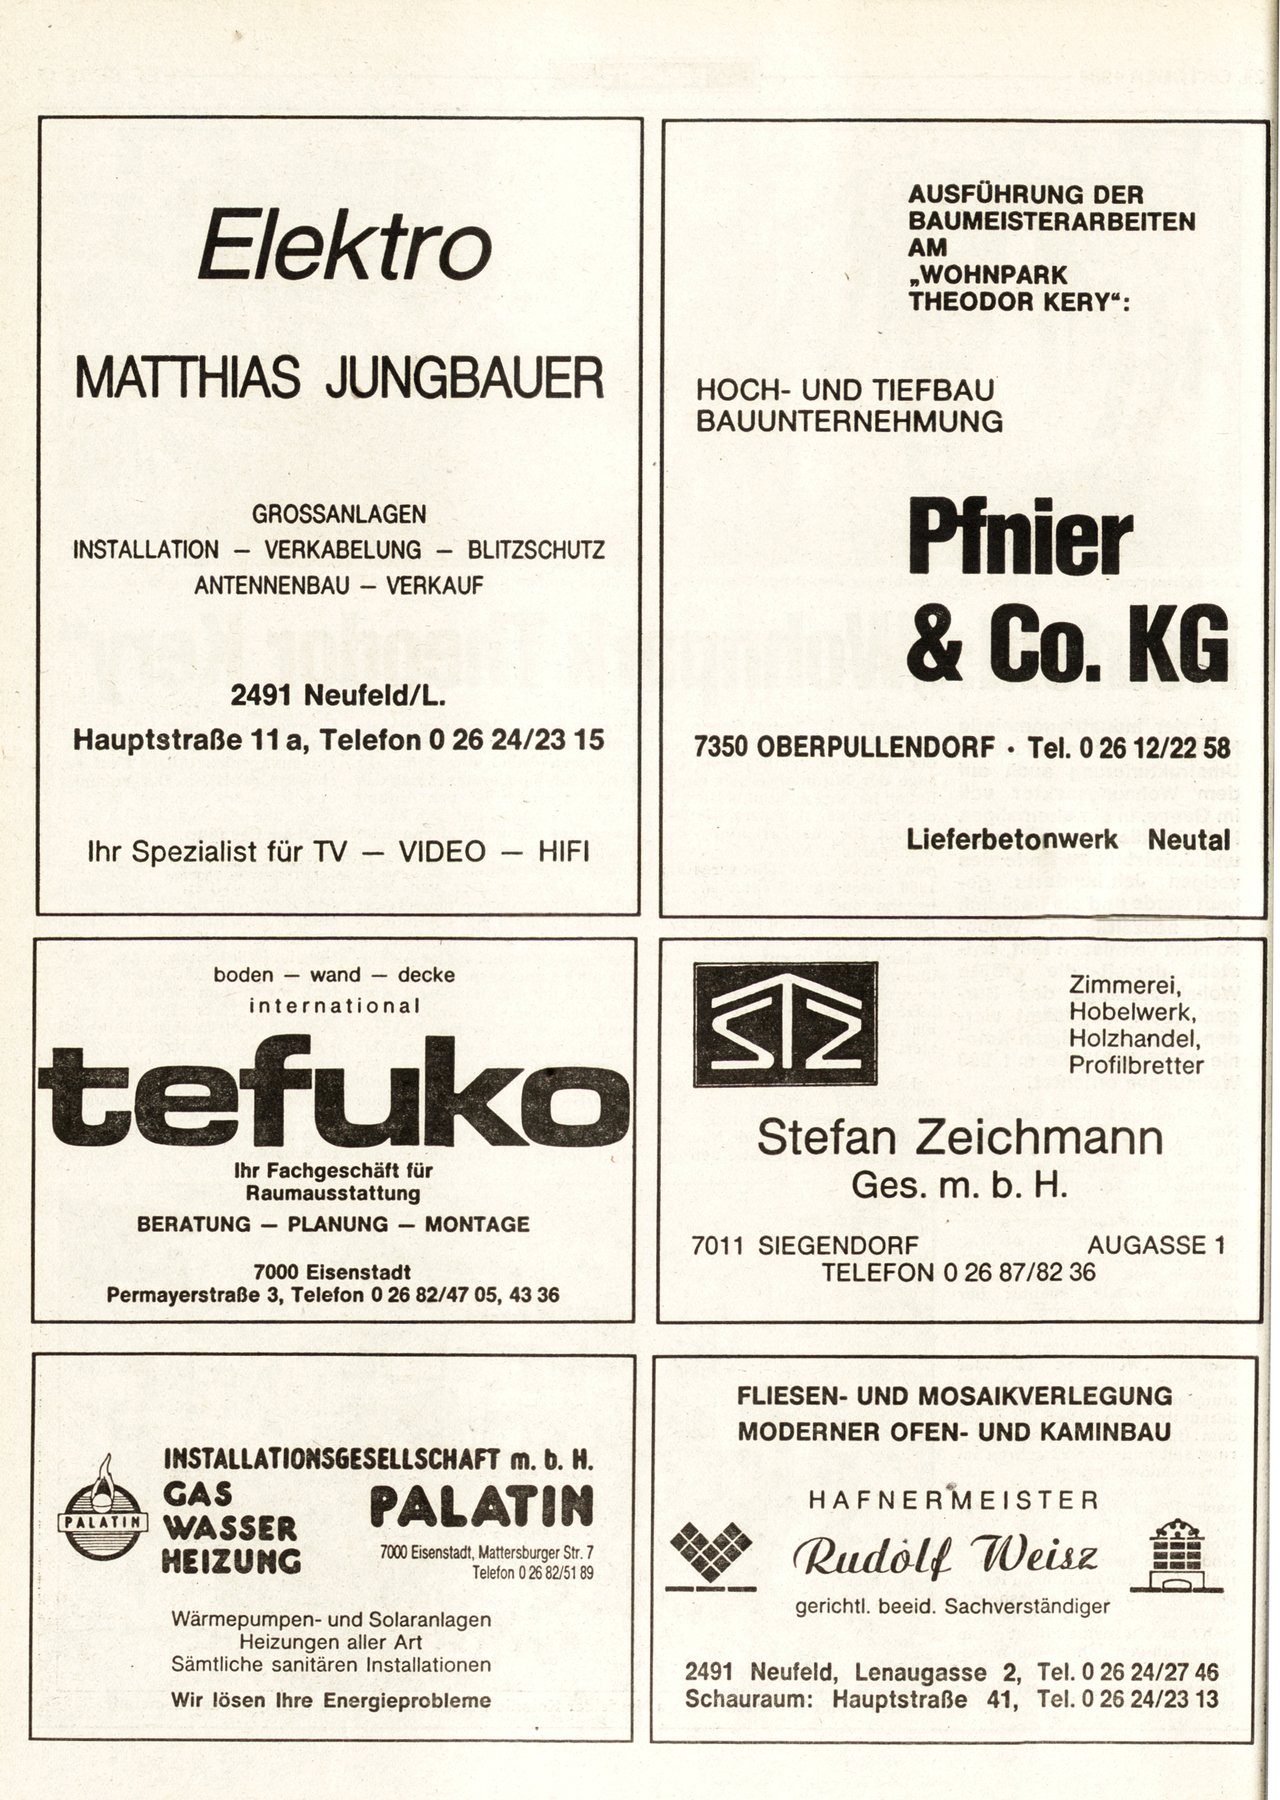 Elektro
MATTHIAS JUNGBAUER
GROSSANLAGEN
INSTALLATION – VERKABELUNG – BLITZSCHUTZ
ANTENNENBAU – VERKAUF
2491 Neufeld/L.
Hauptstraße 11 a, Telefon 0 26 24/23 15
Ihr Spezialist für TV – VIDEO – HIFI
AUSFÜHRUNG DER
BAUMEISTERARBEITEN
AM
„WOHNPARK
THEODOR KERY“:
HOCH- UND TIEFBAU
BAUUNTERNEHMUNG
Pfnier
& Co. KG
7350 OBERPULLENDORF · Tel. 0 26 12/22 58
Lieferbetonwerk Neutal
boden – wand – decke
international
tefuko
Ihr Fachgeschäft für
Raumausstattung
BERATUNG – PLANUNG – MONTAGE
7000 Eisenstadt
Permayerstraße 3, Telefon 0 26 82/47 05, 43 36
Zimmerei,
Hobelwerk,
Holzhandel,
Profilbretter
Stefan Zeichmann
Ges. m. b. H.
7011 SIEGENDORF AUGASSE 1
TELEFON 0 26 87/82 36
PALATIN
INSTALLATIONSGESELLSCHAFT m. b. H.
GAS
WASSER
HEIZUNG
PALATIN
7000 Eisenstadt, Mattersburger Str. 7
Telefon 0 26 82/51 89
Wärmepumpen- und Solaranlagen
Heizungen aller Art
Sämtliche sanitären Installationen
Wir lösen Ihre Energieprobleme
FLIESEN- UND MOSAIKVERLEGUNG
MODERNER OFEN- UND KAMINBAU
HAFNERMEISTER
Rudolf Weisz
gerichtl. beeid. Sachverständiger
2491 Neufeld, Lenaugasse 2, Tel. 0 26 24/27 46
Schauraum: Hauptstraße 41, Tel. 0 26 24/23 13